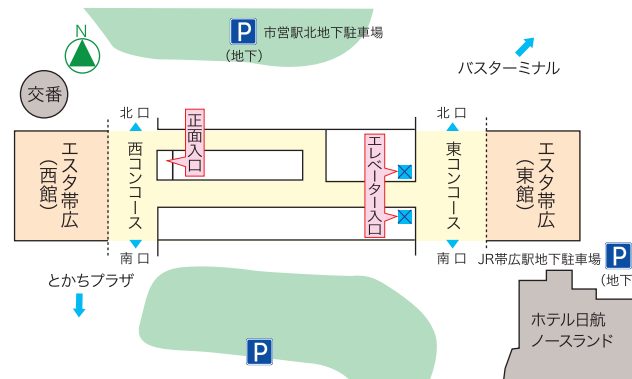 N
P
市営駅北地下駐車場
(地下)
バスターミナル
交番
北口
北口
正面入口
エレベーター入口
エスタ帯広
(西館)
西コンコース
東コンコース
エスタ帯広
(東館)
南口
南口
JR帯広駅地下駐車場
P
(地下
とかちプラザ
ホテル日航
ノースランド
P